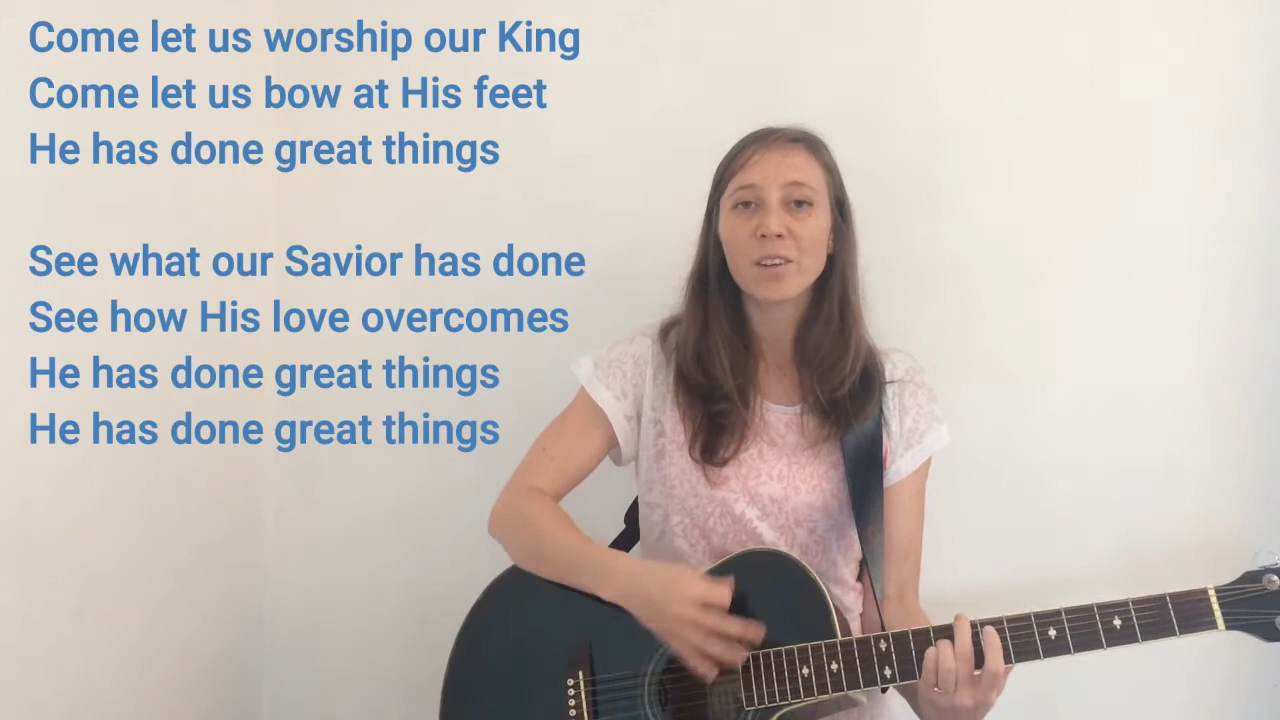 Come let us worship our King
Come let us bow at His feet
He has done great things
See what our Savior has done
See how His love overcomes
He has done great things
He has done great things